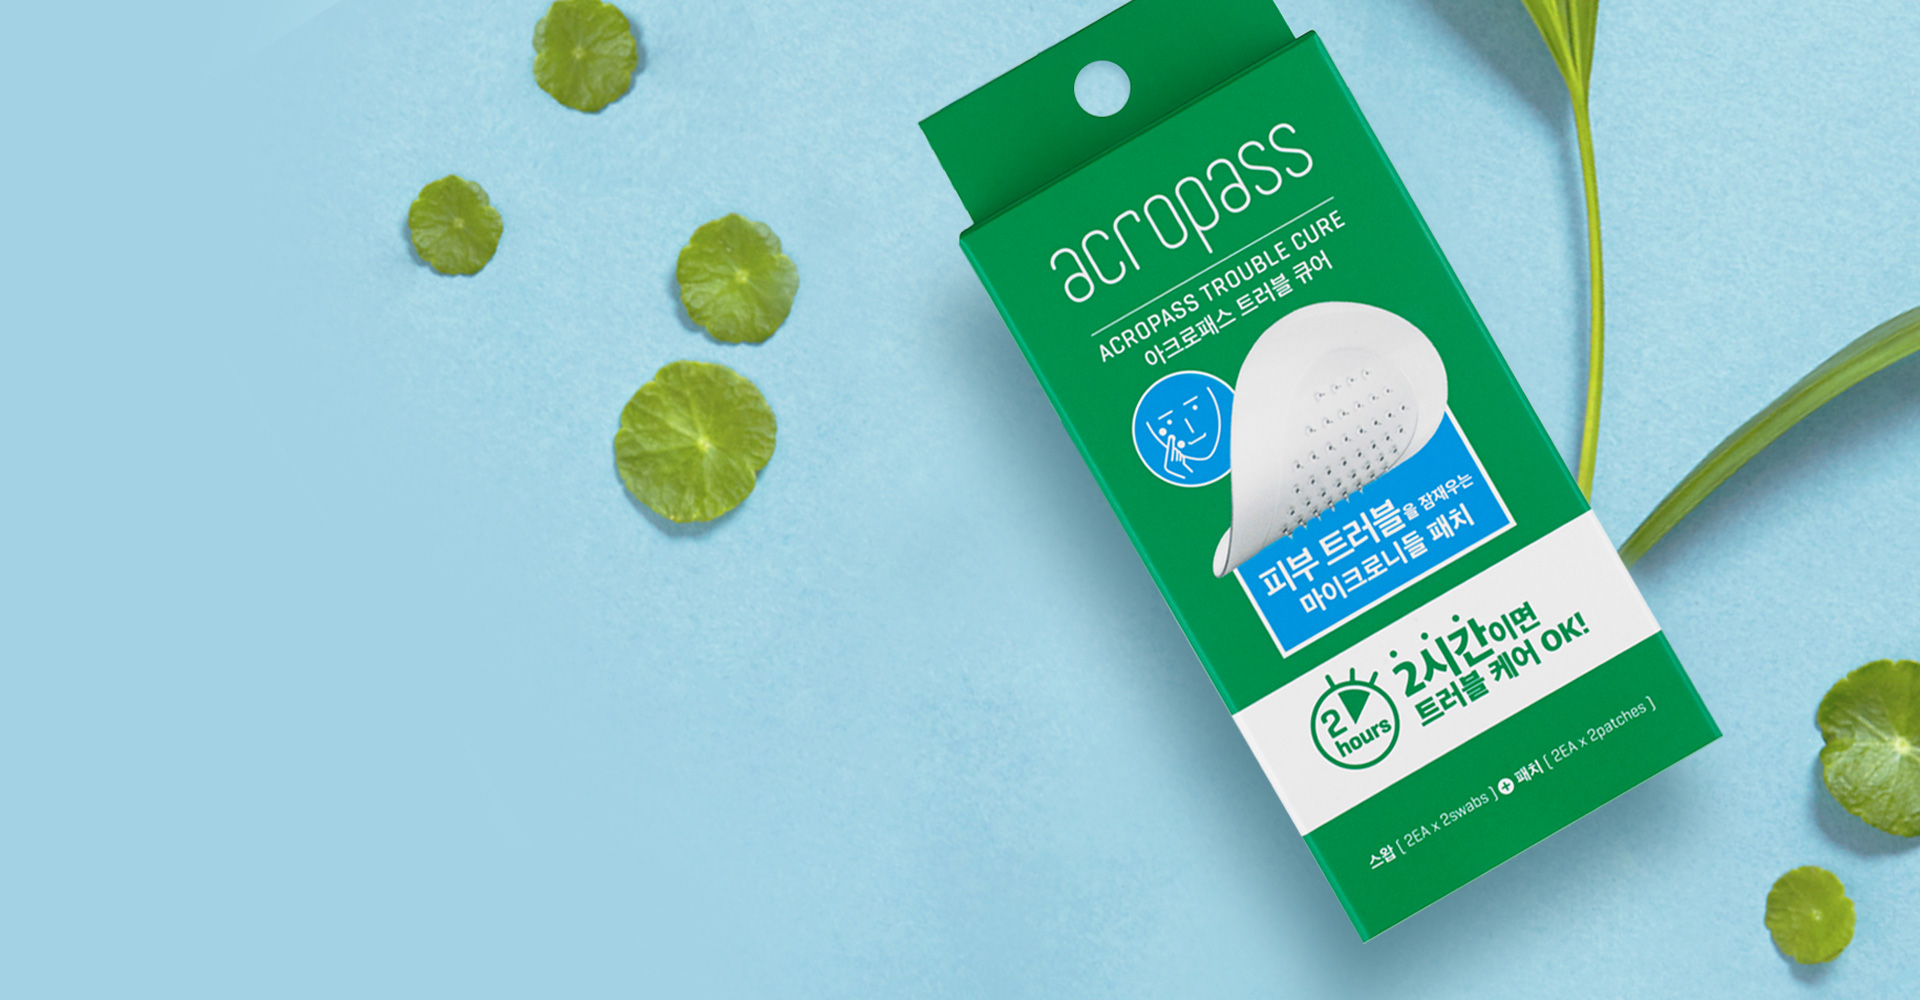 acropass
ACROPASS TROUBLE CURE
아크로패스 트러블 큐어
피부 트러블을 잠재우는
마이크로니들 패치
2시간이면
트러블 케어 OK!
2
hours
스왑 [ 2EA x 2swabs ] + 패치 [ 2EA x 2patches ]